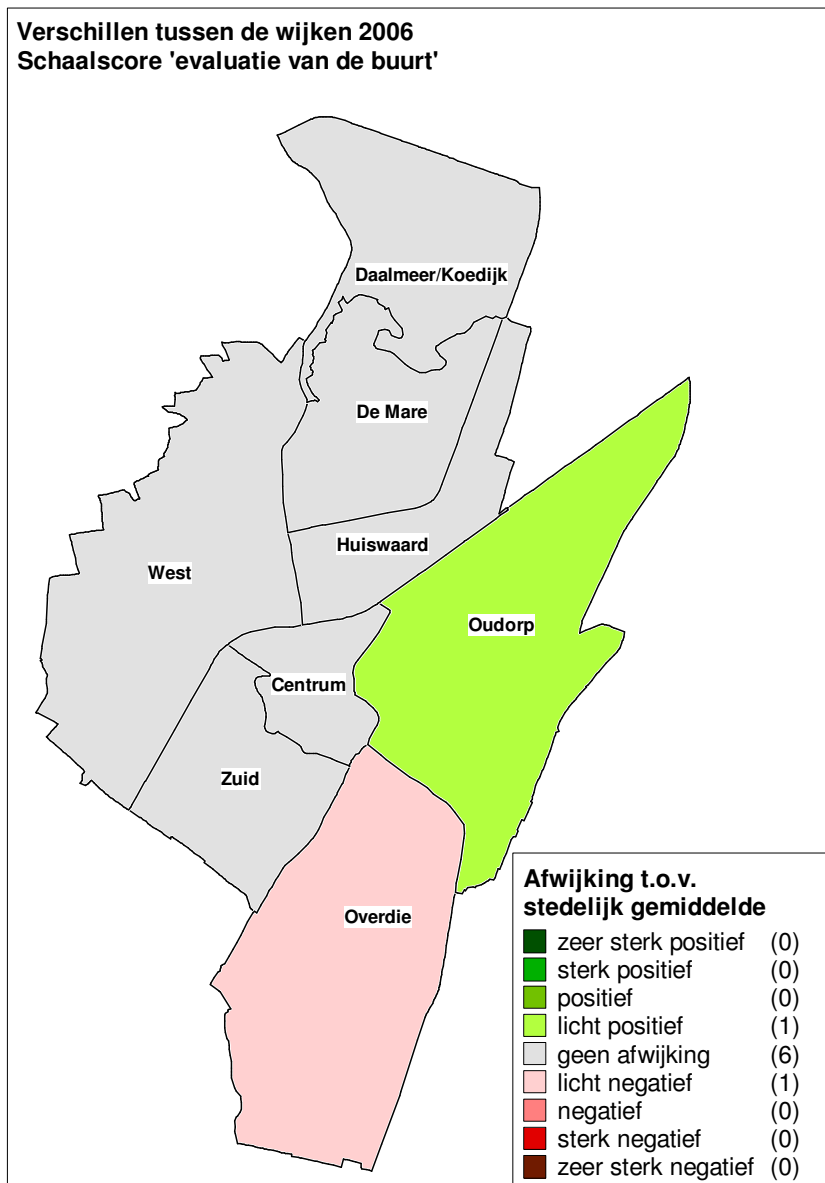 Verschillen tussen de wijken 2006
Schaalscore 'evaluatie van de buurt'
Daalmeer/Koedijk
De Mare
Huiswaard
West
Oudorp
Centrum
Zuid
Overdie
Afwijking t.o.v.
stedelijk gemiddelde
zeer sterk positief (0)
sterk positief (0)
positief (0)
licht positief (1)
geen afwijking (6)
licht negatief (1)
negatief (0)
sterk negatief (0)
zeer sterk negatief (0)